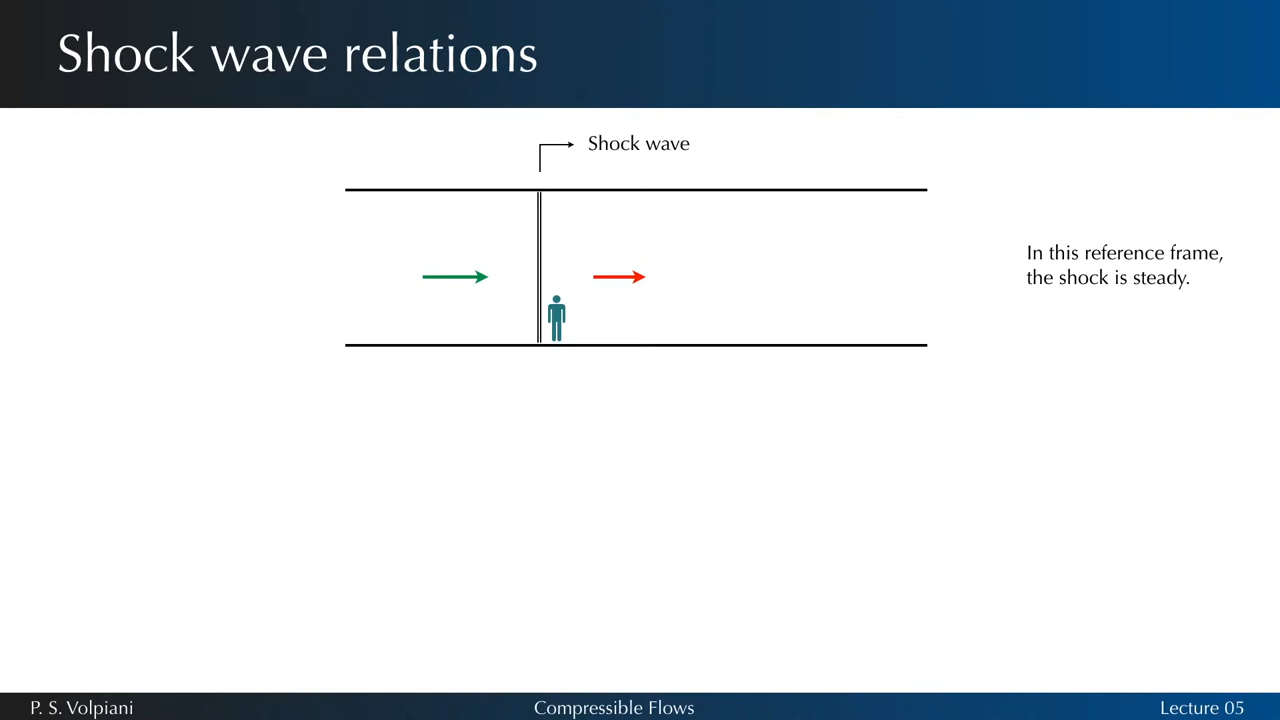 Shock wave relations
Shock wave
In this reference frame,
the shock is steady.
P. S. Volpiani
Compressible Flows
Lecture 05